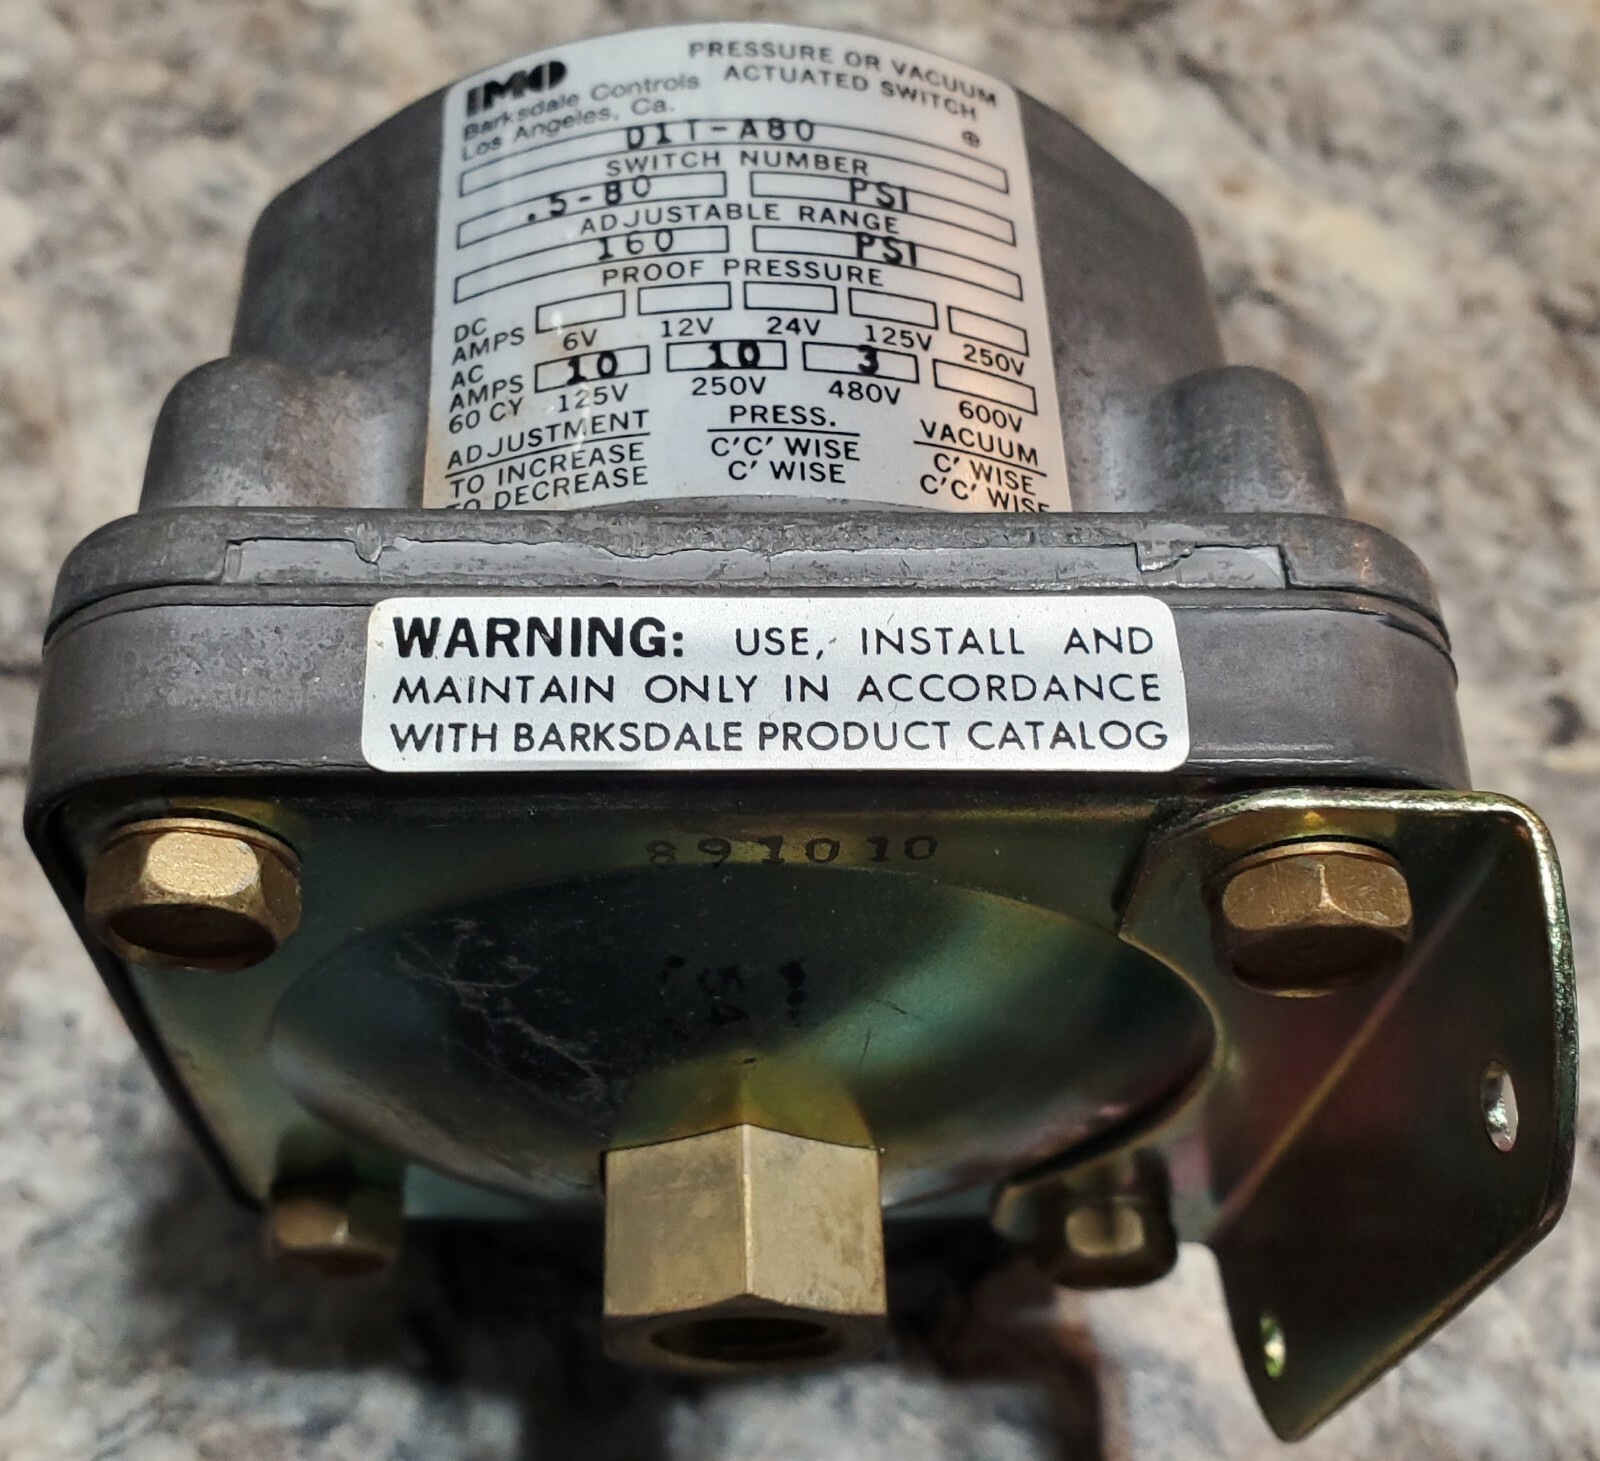 IMO
PRESSURE OR VACUUM
Barksdale Controls
ACTUATED SWITCH
Los Angeles, Ca.
D1T-A80
SWITCH NUMBER
.5-80 PSI
ADJUSTABLE RANGE
160 PSI
PROOF PRESSURE
DC
AMPS 6V 12V 24V 125V 250V
AC 10 10 3
AMPS
60 CY 125V 250V 480V 600V
ADJUSTMENT PRESS. VACUUM
TO INCREASE C'C' WISE C' WISE
TO DECREASE C' WISE C'C' WISE
WARNING: USE, INSTALL AND
MAINTAIN ONLY IN ACCORDANCE
WITH BARKSDALE PRODUCT CATALOG
891010